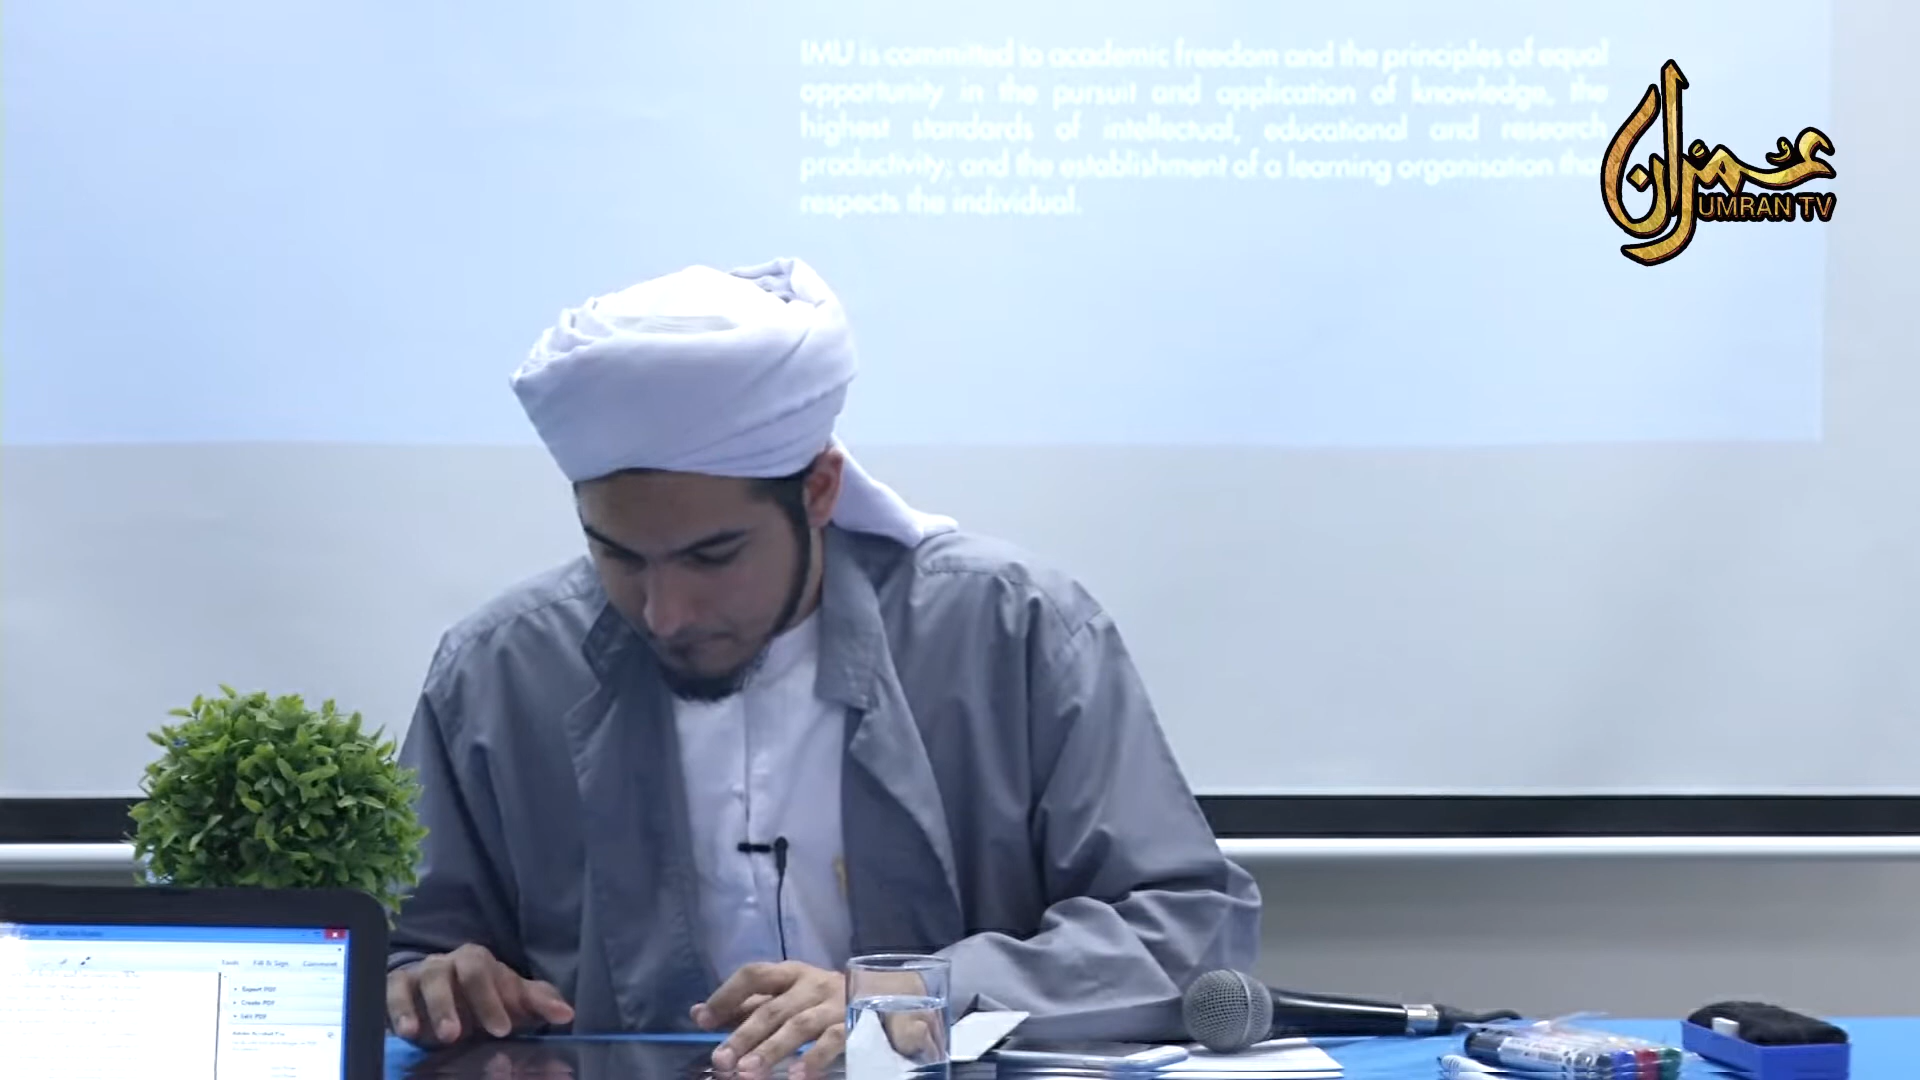 IMU is committed to academic freedom and the principles of equal
opportunity in the pursuit and application of knowledge, the
highest standards of intellectual, educational and research
productivity; and the establishment of a learning organisation that
respects the individual.
عمران
UMRAN TV
Adobe Reader
Tools Fill & Sign Comment
Export PDF
Create PDF
Edit PDF